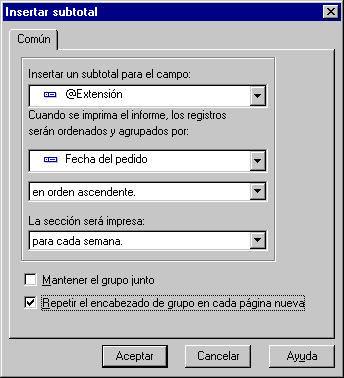 Insertar subtotal
Común
Insertar un subtotal para el campo:
@Extensión
Cuando se imprima el informe, los registros
serán ordenados y agrupados por:
Fecha del pedido
en orden ascendente.
La sección será impresa:
para cada semana.
Mantener el grupo junto
Repetir el encabezado de grupo en cada página nueva
Aceptar
Cancelar
Ayuda